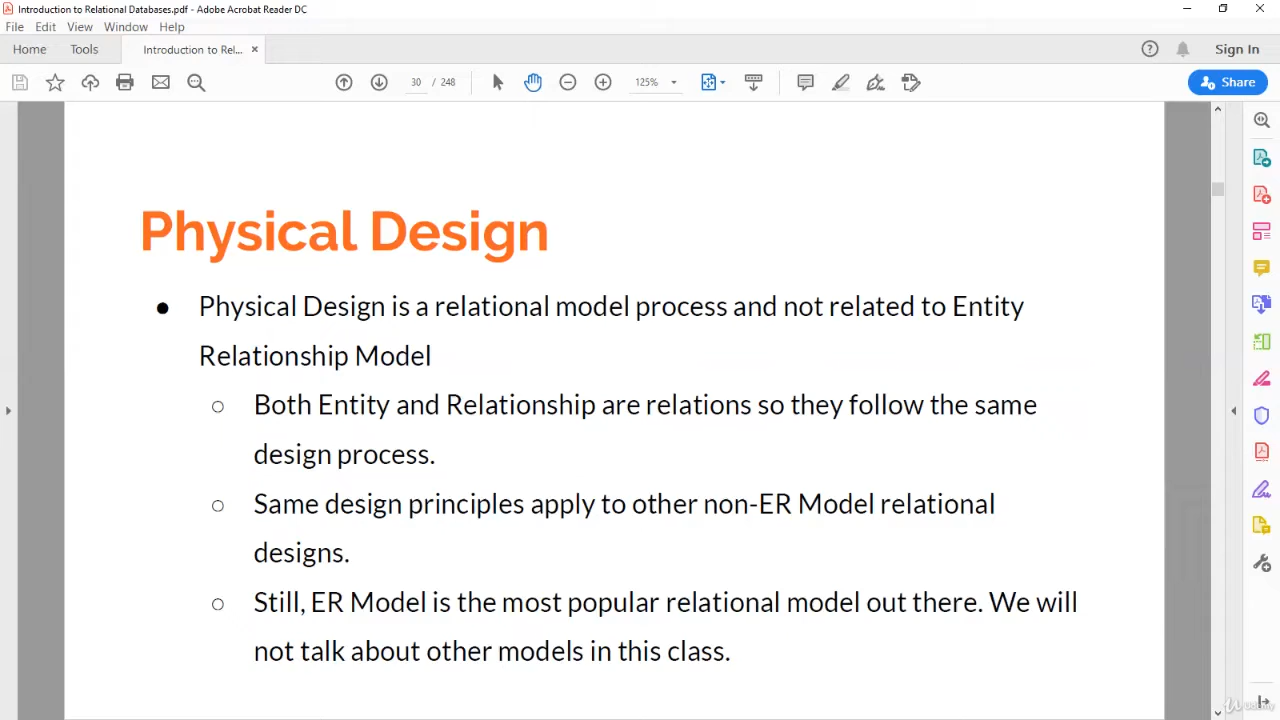 Introduction to Relational Databases.pdf - Adobe Acrobat Reader DC
File Edit View Window Help
Home Tools Introduction to Rel... × Sign In
30 / 248 125% Share
Physical Design
● Physical Design is a relational model process and not related to Entity
Relationship Model
○ Both Entity and Relationship are relations so they follow the same
design process.
○ Same design principles apply to other non-ER Model relational
designs.
○ Still, ER Model is the most popular relational model out there. We will
not talk about other models in this class.
Udemy